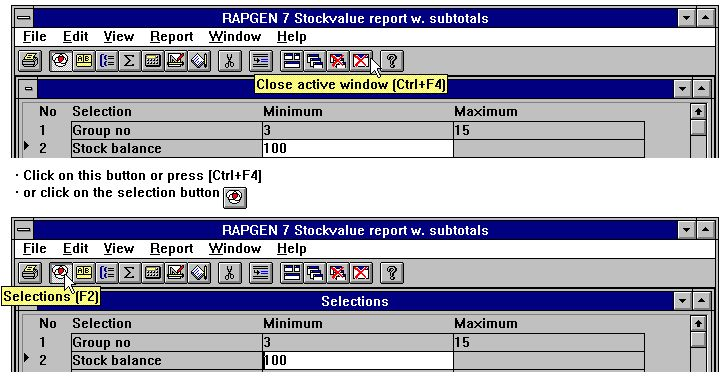 RAPGEN 7 Stockvalue report w. subtotals
File Edit View Report Window Help
Close active window (Ctrl+F4)
No Selection Minimum Maximum
1 Group no 3 15
2 Stock balance 100
· Click on this button or press [Ctrl+F4]
· or click on the selection button
RAPGEN 7 Stockvalue report w. subtotals
File Edit View Report Window Help
Selections (F2)
Selections
No Selection Minimum Maximum
1 Group no 3 15
2 Stock balance 100